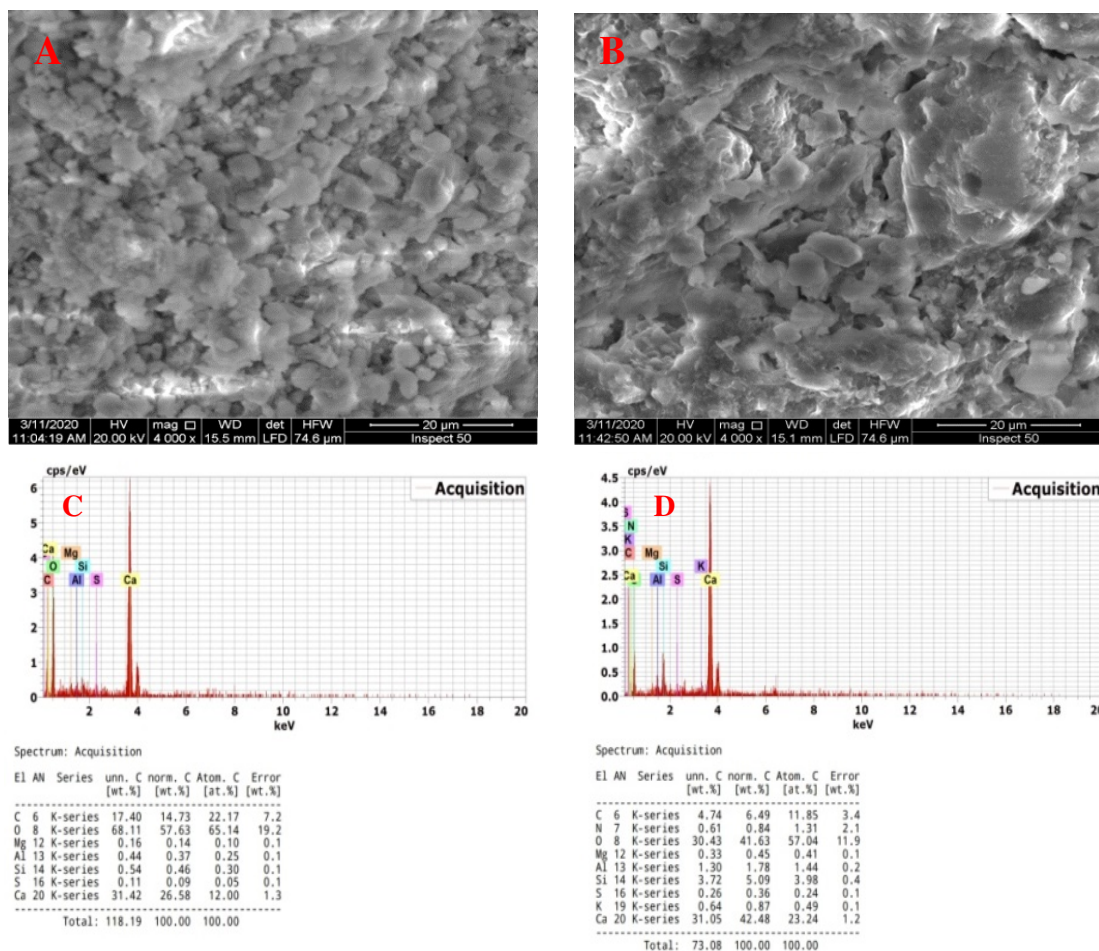 A
B
3/11/2020 HV mag WD det HFW 20 µm
11:04:19 AM 20.00 kV 4 000 x 15.5 mm LFD 74.6 µm Inspect 50
3/11/2020 HV mag WD det HFW 20 µm
11:42:50 AM 20.00 kV 4 000 x 15.1 mm LFD 74.6 µm Inspect 50
cps/eV
Acquisition
C
6
5
4
3
2
1
0
Ca
O
C
Mg
Si
Al
S
Ca
2 4 6 8 10 12 14 16 18 20
keV
cps/eV
Acquisition
D
4.5
4.0
3.5
3.0
2.5
2.0
1.5
1.0
0.5
0.0
S
N
K
C
Ca
Mg
Si
Al
S
K
Ca
2 4 6 8 10 12 14 16 18 20
keV
Spectrum: Acquisition
El AN Series unn. C norm. C Atom. C Error
[wt.%] [wt.%] [at.%] [wt.%]
C 6 K-series 17.40 14.73 22.17 7.2
O 8 K-series 68.11 57.63 65.14 19.2
Mg 12 K-series 0.16 0.14 0.10 0.1
Al 13 K-series 0.44 0.37 0.25 0.1
Si 14 K-series 0.54 0.46 0.30 0.1
S 16 K-series 0.11 0.09 0.05 0.1
Ca 20 K-series 31.42 26.58 12.00 1.3
Total: 118.19 100.00 100.00
Spectrum: Acquisition
El AN Series unn. C norm. C Atom. C Error
[wt.%] [wt.%] [at.%] [wt.%]
C 6 K-series 4.74 6.49 11.85 3.4
N 7 K-series 0.61 0.84 1.31 2.1
O 8 K-series 30.43 41.63 57.04 11.9
Mg 12 K-series 0.33 0.45 0.41 0.1
Al 13 K-series 1.30 1.78 1.44 0.2
Si 14 K-series 3.72 5.09 3.98 0.4
S 16 K-series 0.26 0.36 0.24 0.1
K 19 K-series 0.64 0.87 0.49 0.1
Ca 20 K-series 31.05 42.48 23.24 1.2
Total: 73.08 100.00 100.00